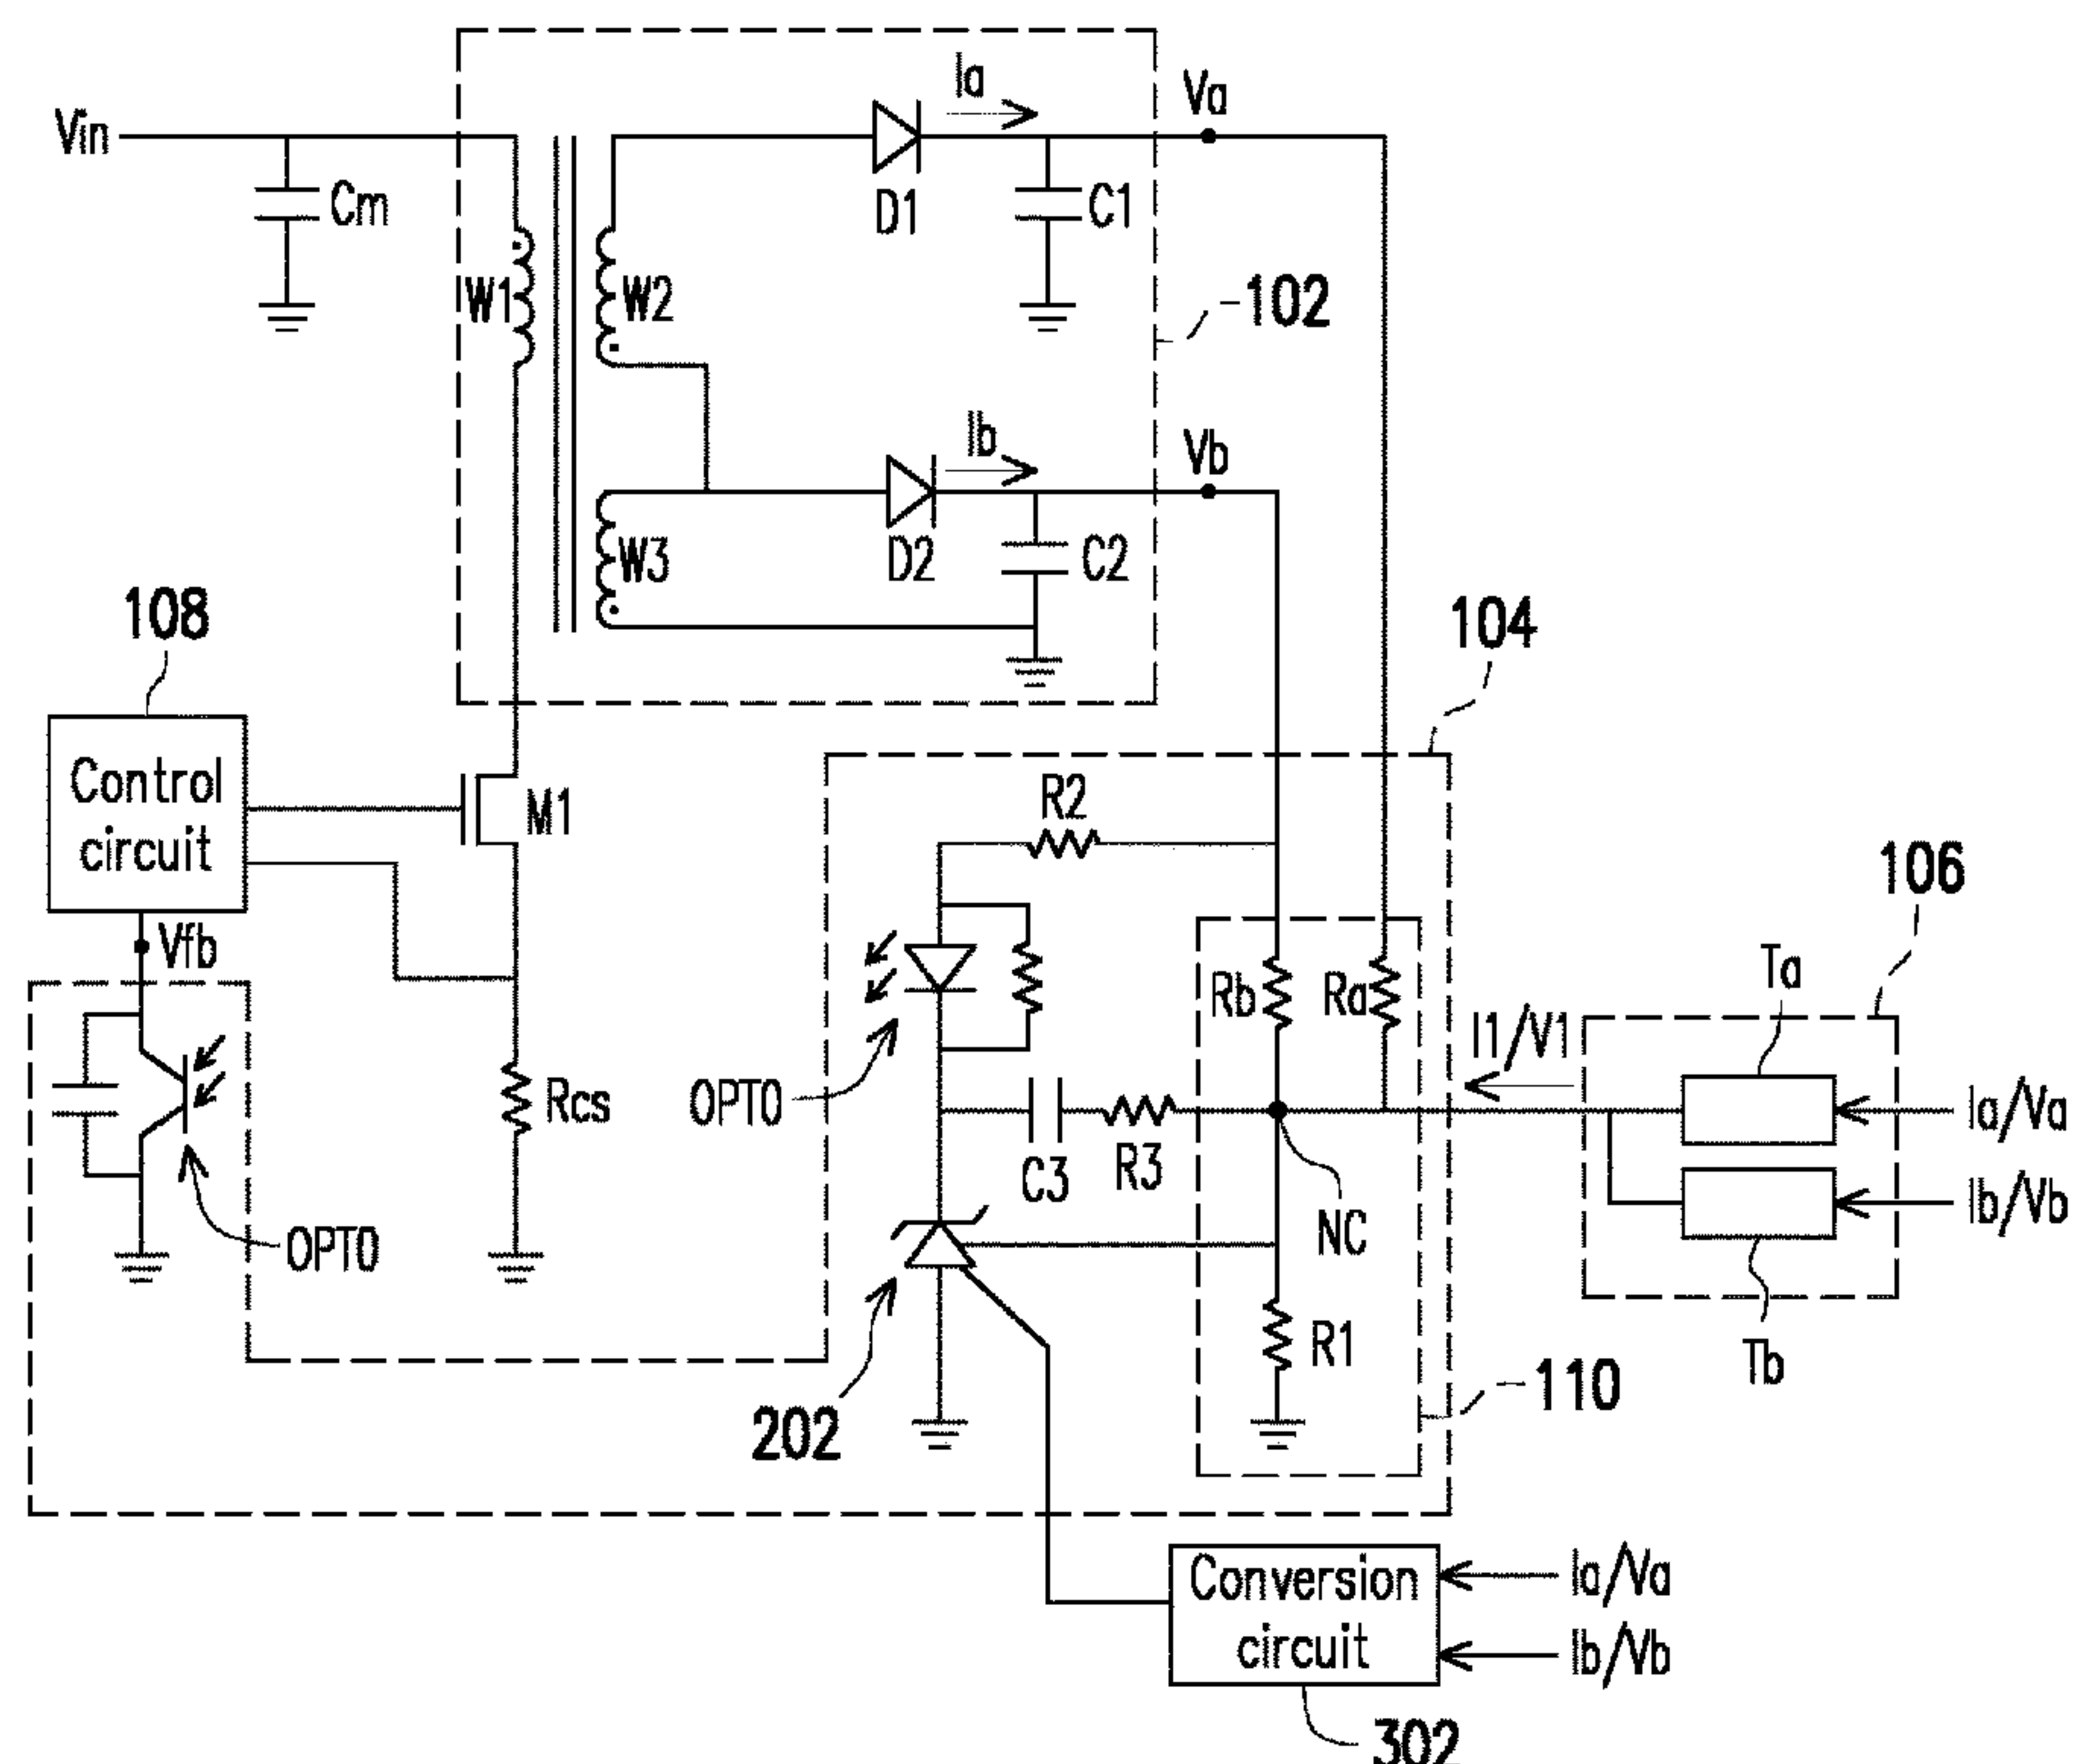 Ia
Va
Vin
Cm
D1
C1
W1
W2
102
Ib
Vb
W3
D2
C2
108
104
Control
circuit
M1
R2
106
Vfb
Rb
Ra
Ta
I1/V1
Rcs
OPTO
Ia/Va
C3
R3
Ib/Vb
NC
OPTO
R1
Tb
110
202
Conversion
circuit
Ia/Va
Ib/Vb
302